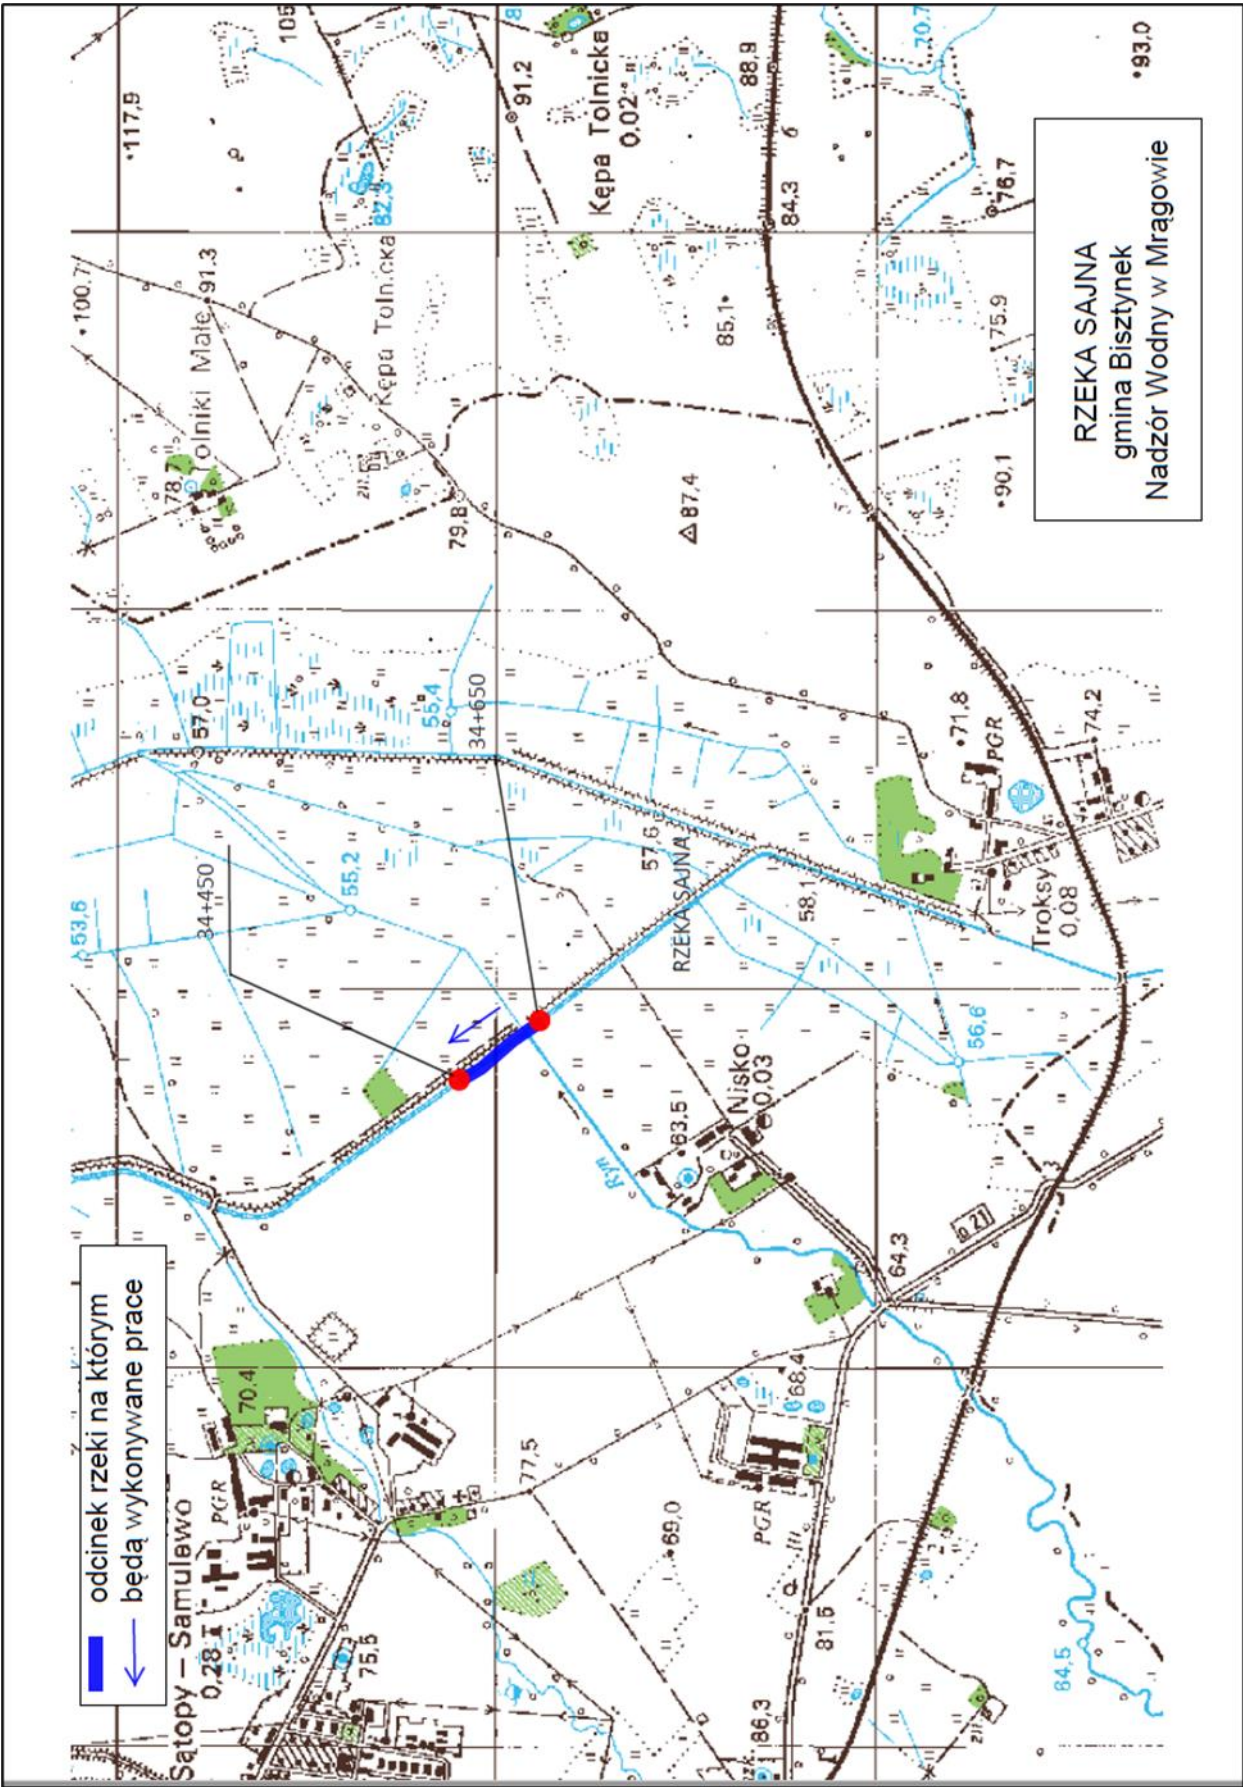 odcinek rzeki na którym
będą wykonywane prace
RZEKA SAJNA
gmina Bisztynek
Nadzór Wodny w Mrągowie
Satopy – Samulewo
0,28
PGR
70.4
75,5
77,5
69,0
PGR
68,4
81,5
86,3
64,5
64,3
Ryn
63,5
Nisko
0,03
34+450
34+650
RZEKA SAJNA
53,6
55,2
57,0
55,4
57,6
58,1
56,6
Troksy
0,08
71,8
PGR
74,2
79,8
87,4
90,1
78,7
Tolniki Małe
91.3
100.7
117,9
105
82,3
Kępa Tolnicka
91,2
Kępa Tolnicka
0.02
88,9
84,3
6
85,1
75.9
76,7
70.7
93,0